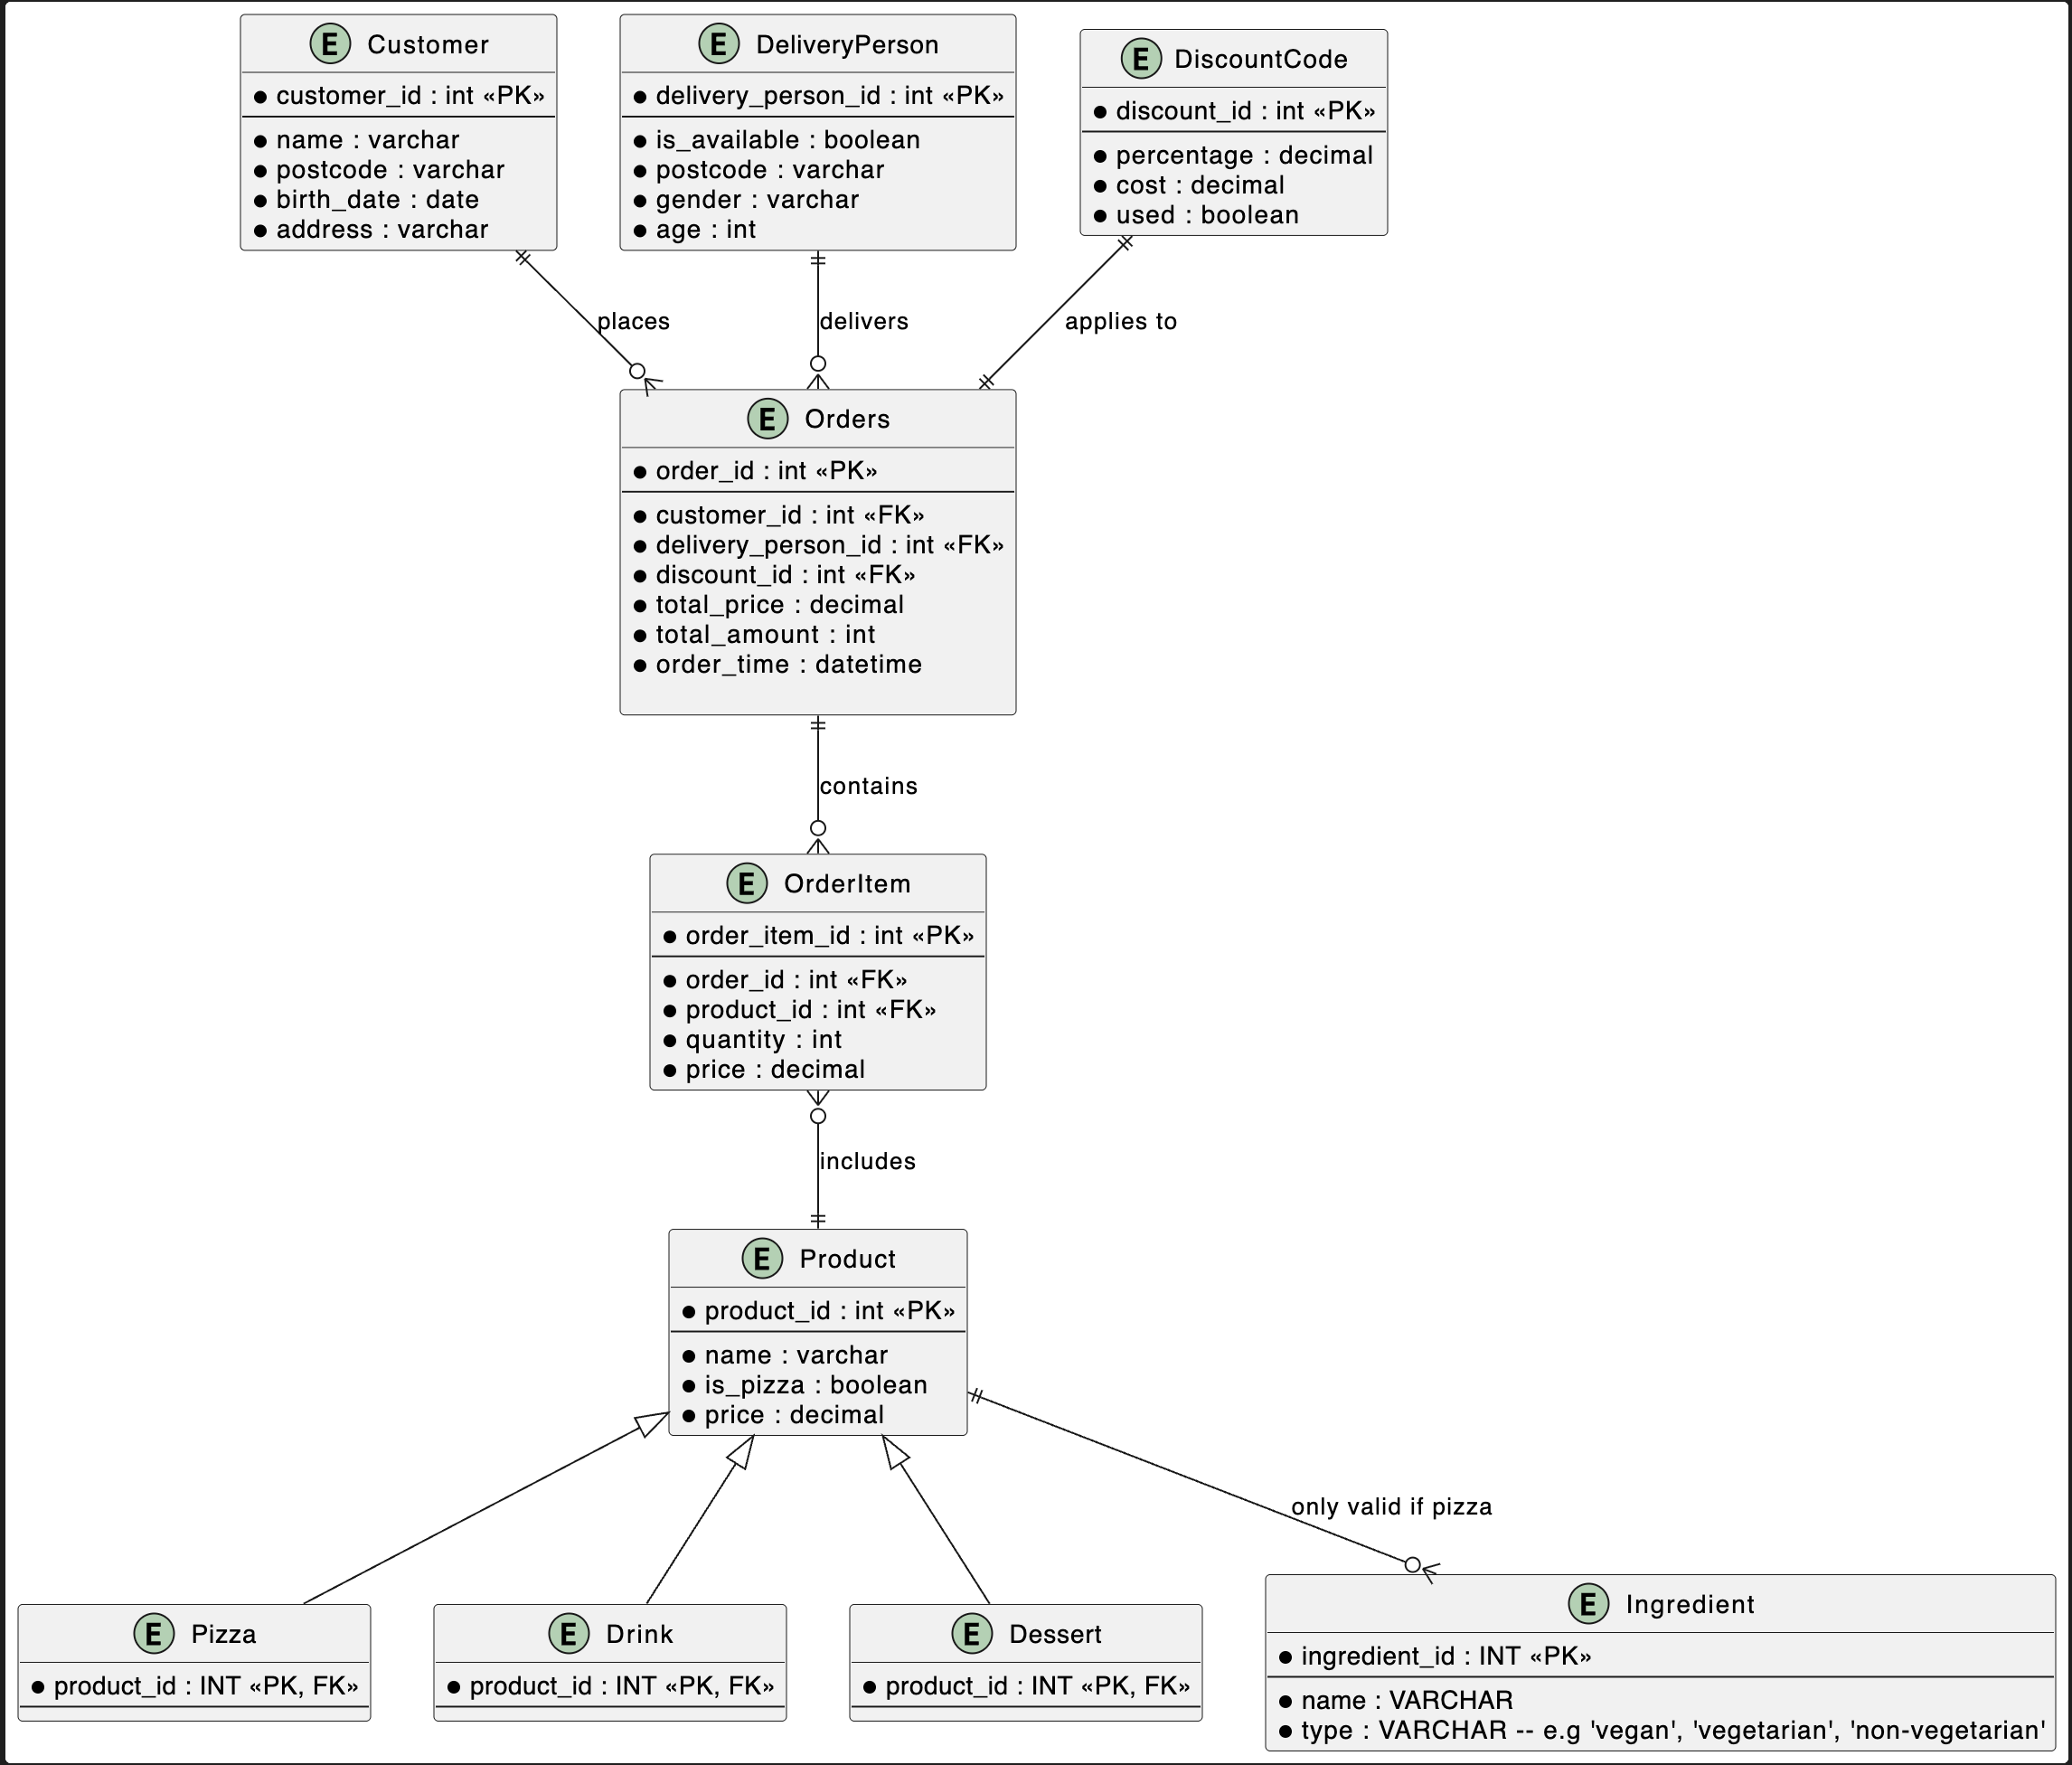 E Customer
customer_id : int «PK»
name : varchar
postcode : varchar
birth_date : date
address : varchar
E DeliveryPerson
delivery_person_id : int «PK»
is_available : boolean
postcode : varchar
gender : varchar
age : int
E DiscountCode
discount_id : int «PK»
percentage : decimal
cost : decimal
used : boolean
places
delivers
applies to
E Orders
order_id : int «PK»
customer_id : int «FK»
delivery_person_id : int «FK»
discount_id : int «FK»
total_price : decimal
total_amount : int
order_time : datetime
contains
E OrderItem
order_item_id : int «PK»
order_id : int «FK»
product_id : int «FK»
quantity : int
price : decimal
includes
E Product
product_id : int «PK»
name : varchar
is_pizza : boolean
price : decimal
only valid if pizza
E Pizza
product_id : INT «PK, FK»
E Drink
product_id : INT «PK, FK»
E Dessert
product_id : INT «PK, FK»
E Ingredient
ingredient_id : INT «PK»
name : VARCHAR
type : VARCHAR -- e.g 'vegan', 'vegetarian', 'non-vegetarian'